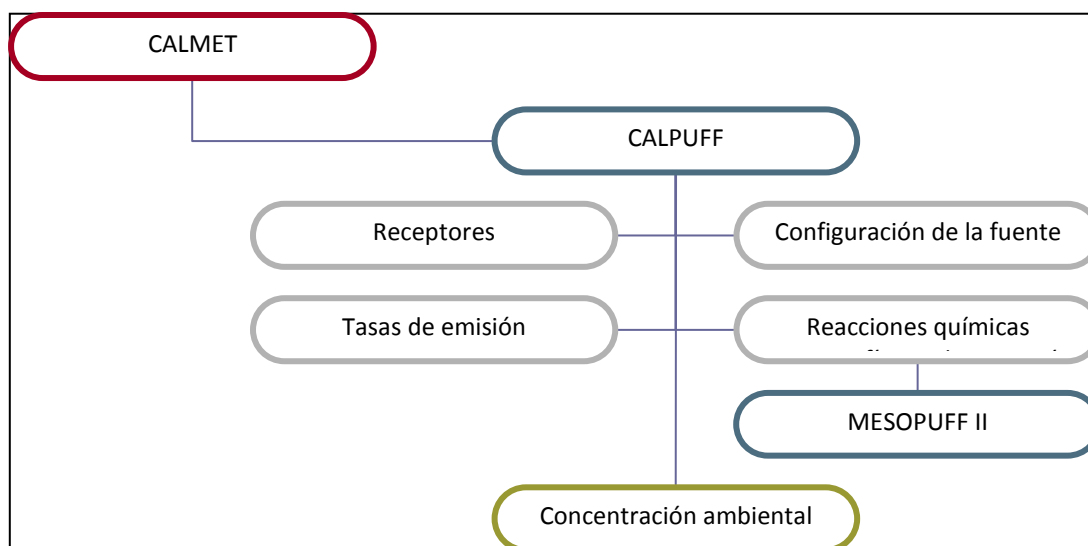 CALMET
CALPUFF
Receptores
Configuración de la fuente
Tasas de emisión
Reacciones químicas
MESOPUFF II
Concentración ambiental